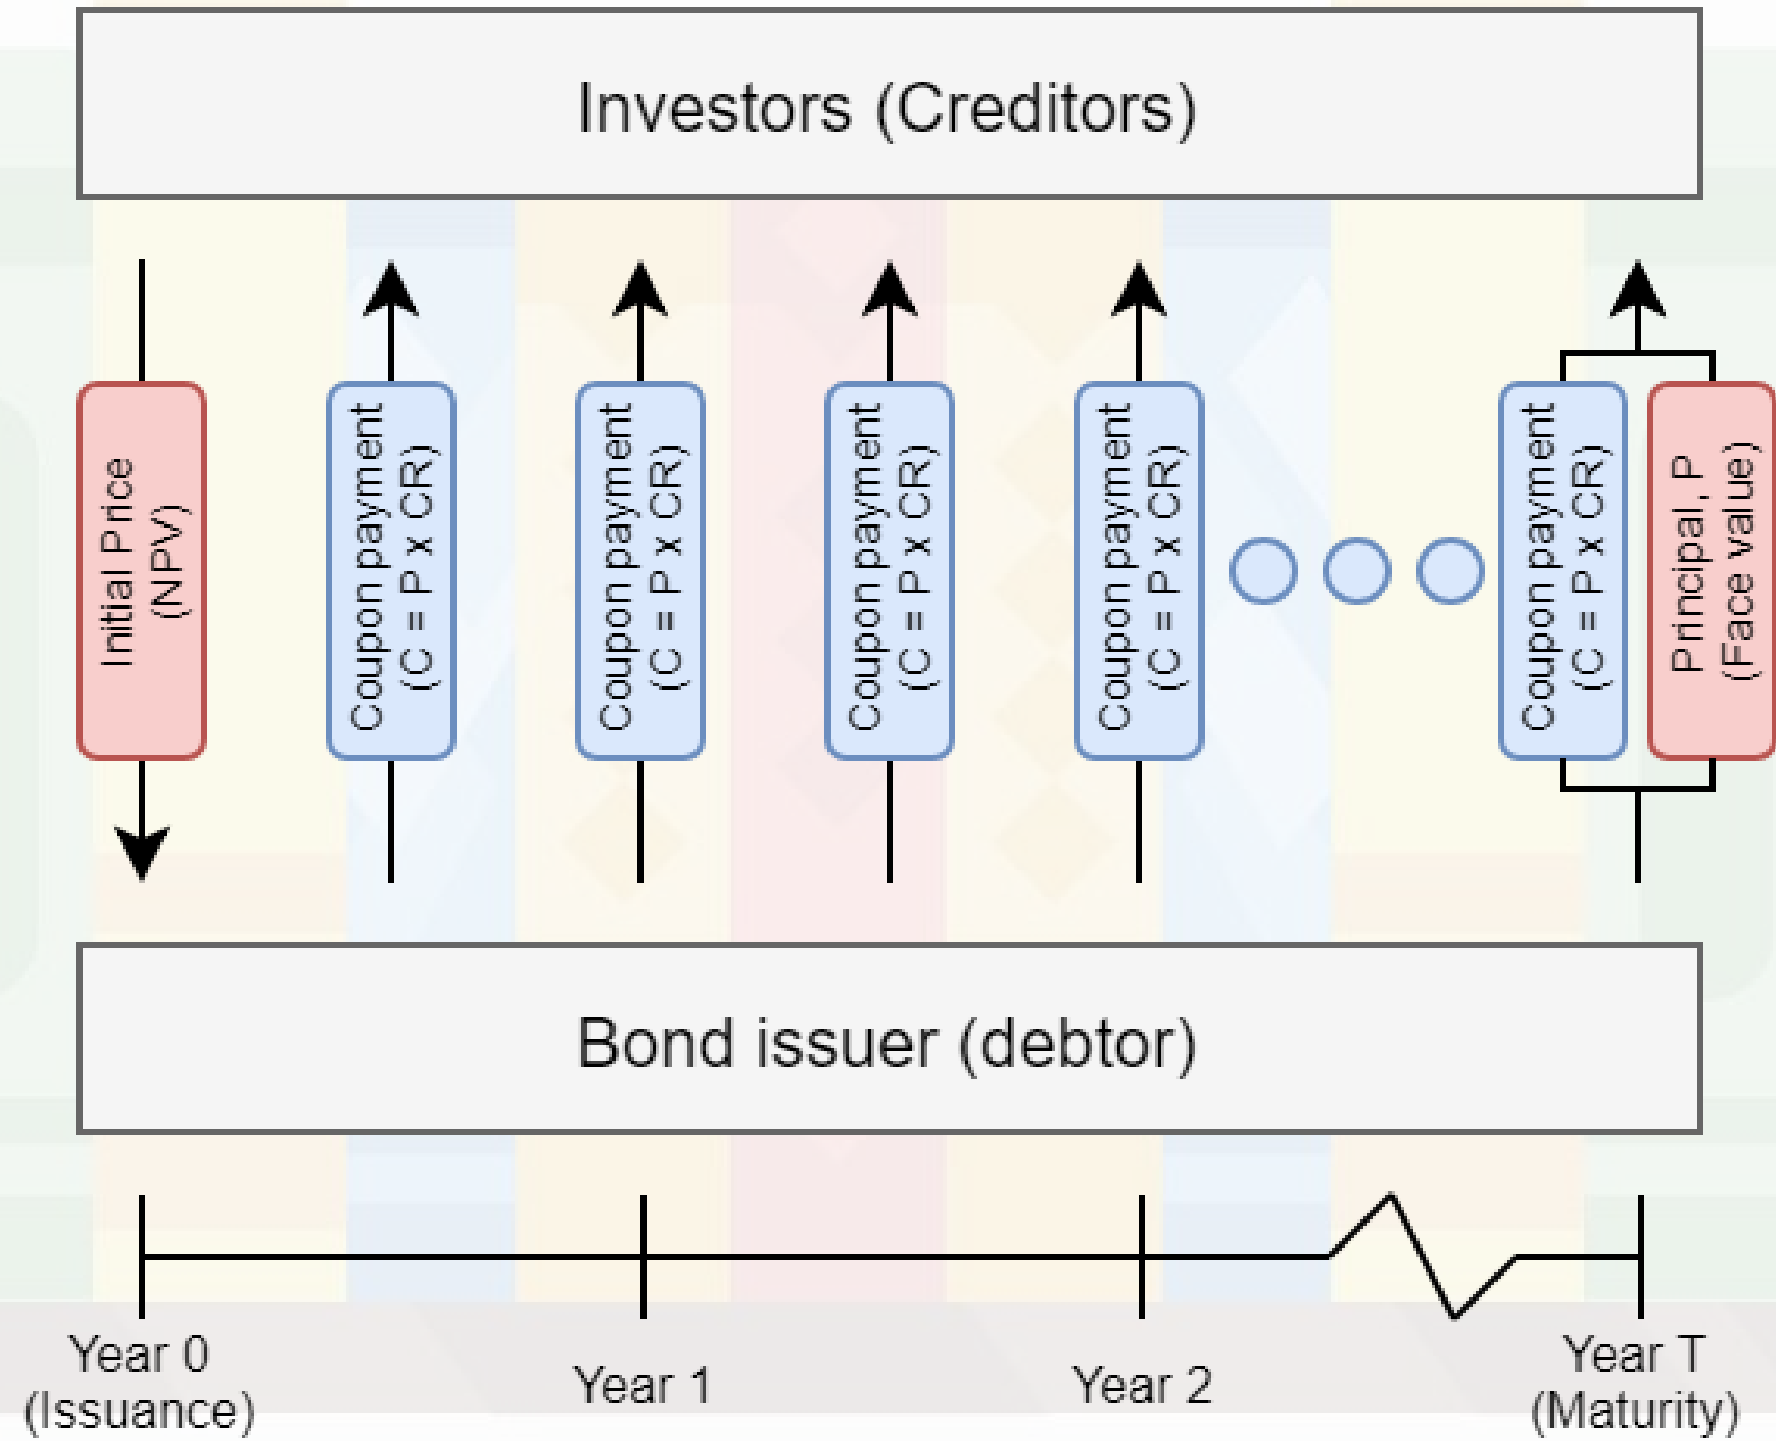 Investors (Creditors)
Initial Price
(NPV)
Coupon payment
(C = P x CR)
Coupon payment
(C = P x CR)
Coupon payment
(C = P x CR)
Coupon payment
(C = P x CR)
Coupon payment
(C = P x CR)
Principal, P
(Face value)
Bond issuer (debtor)
Year 0
(Issuance)
Year 1
Year 2
Year T
(Maturity)